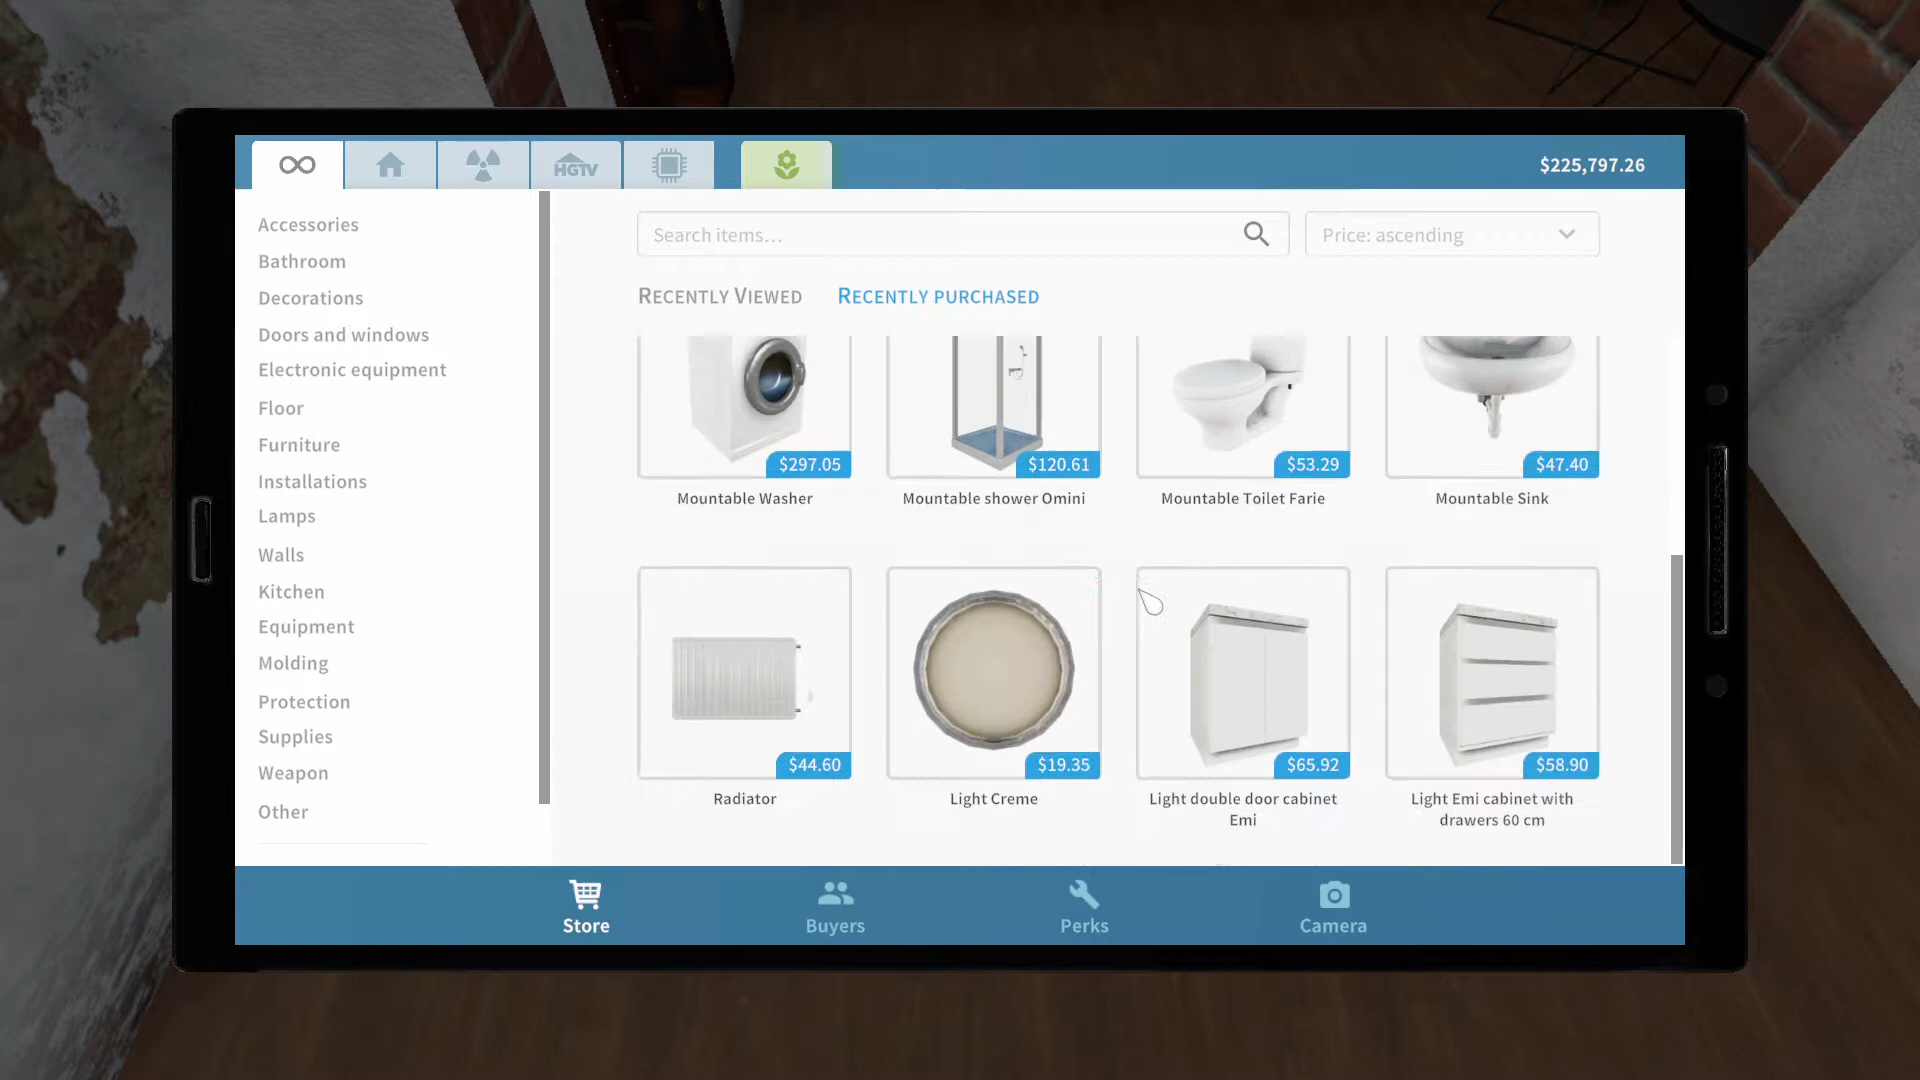 HGTV
$225,797.26
Accessories
Bathroom
Decorations
Doors and windows
Electronic equipment
Floor
Furniture
Installations
Lamps
Walls
Kitchen
Equipment
Molding
Protection
Supplies
Weapon
Other
Search items...
Price: ascending
RECENTLY VIEWED
RECENTLY PURCHASED
$297.05
$120.61
$53.29
$47.40
Mountable Washer
Mountable shower Omini
Mountable Toilet Farie
Mountable Sink
$44.60
$19.35
$65.92
$58.90
Radiator
Light Creme
Light double door cabinet
Emi
Light Emi cabinet with
drawers 60 cm
Store
Buyers
Perks
Camera